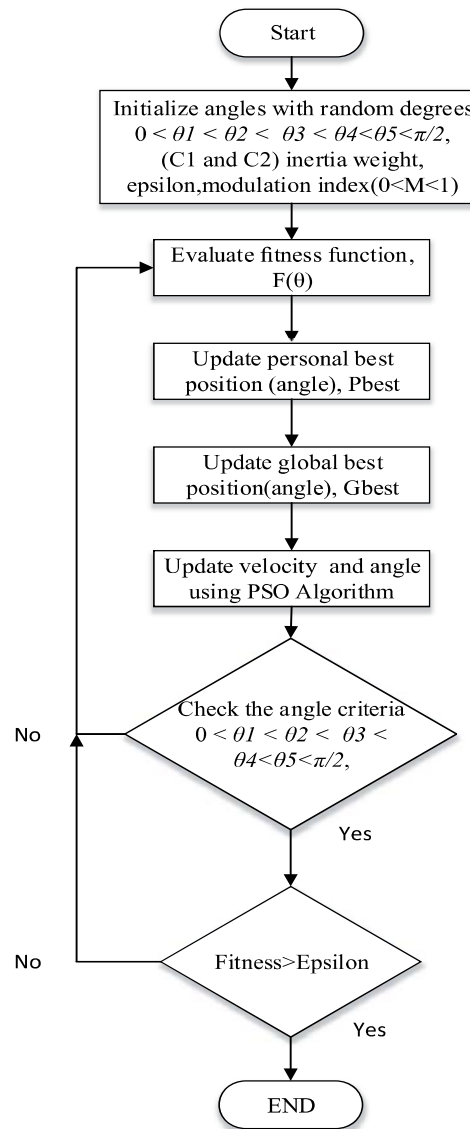 Start
Initialize angles with random degrees
0 < θ1 < θ2 < θ3 < θ4<θ5<π/2,
(C1 and C2) inertia weight,
epsilon,modulation index(0<M<1)
Evaluate fitness function,
F(θ)
Update personal best
position (angle), Pbest
Update global best
position(angle), Gbest
Update velocity and angle
using PSO Algorithm
Check the angle criteria
0 < θ1 < θ2 < θ3 <
θ4<θ5<π/2,
No
Yes
Fitness>Epsilon
No
Yes
END